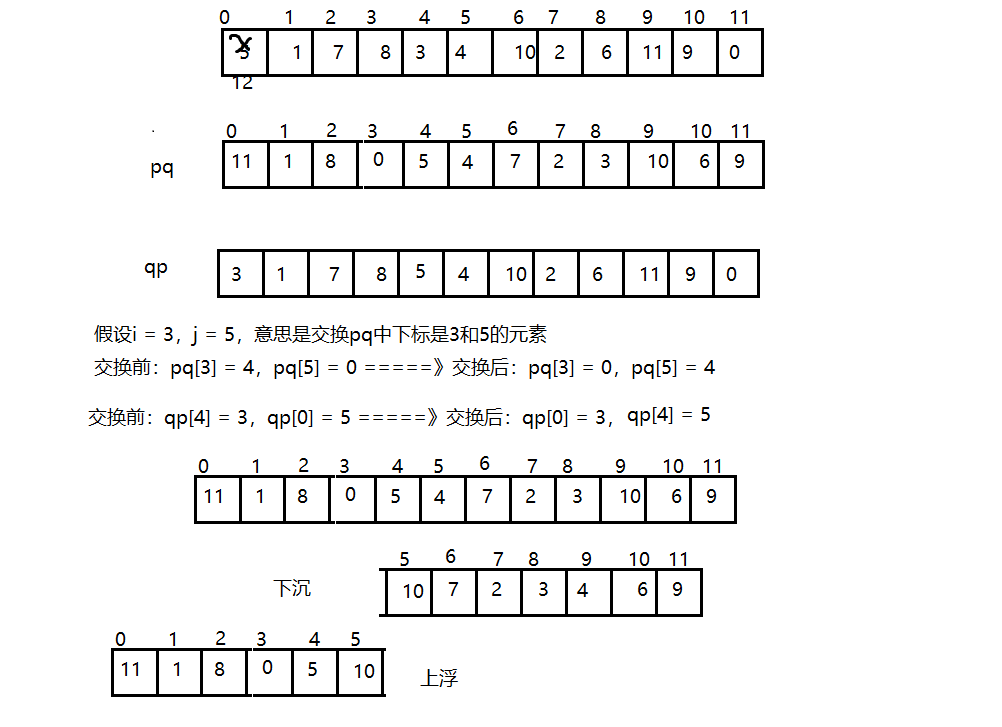 0 1 2 3 4 5 6 7 8 9 10 11
1 7 8 3 4 10 2 6 11 9 0
12
0 1 2 3 4 5 6 7 8 9 10 11
pq 11 1 8 0 5 4 7 2 3 10 6 9
qp 3 1 7 8 5 4 10 2 6 11 9 0
假设i = 3，j = 5，意思是交换pq中下标是3和5的元素
交换前：pq[3] = 4，pq[5] = 0 =====》交换后：pq[3] = 0，pq[5] = 4
交换前：qp[4] = 3，qp[0] = 5 =====》交换后：qp[0] = 3，qp[4] = 5
0 1 2 3 4 5 6 7 8 9 10 11
11 1 8 0 5 4 7 2 3 10 6 9
5 6 7 8 9 10 11
下沉 10 7 2 3 4 6 9
0 1 2 3 4 5
11 1 8 0 5 10 上浮